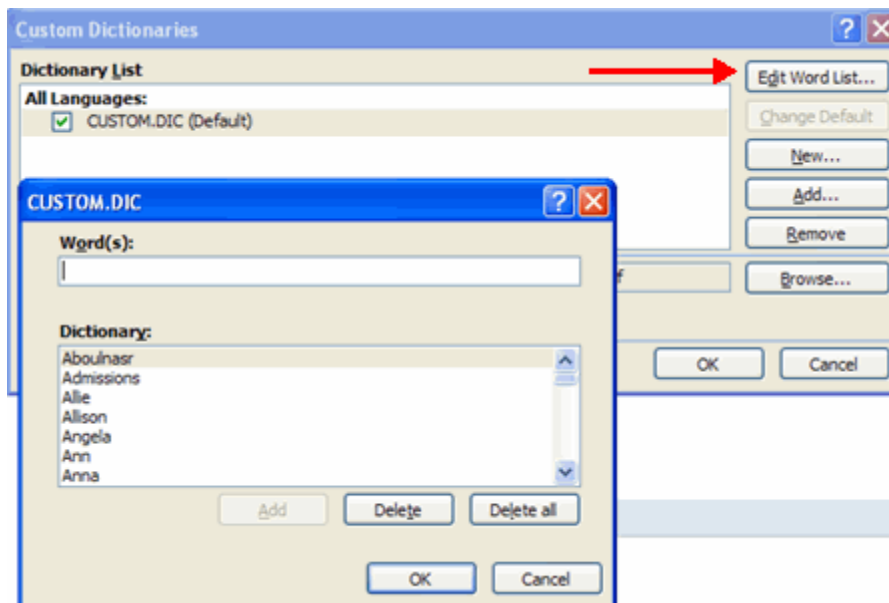 Custom Dictionaries
Dictionary List
Edit Word List...
All Languages:
CUSTOM.DIC (Default)
Change Default
New...
Add...
Remove
Browse...
OK
Cancel
CUSTOM.DIC
Word(s):
Dictionary:
Aboulnasr
Admissions
Allie
Allison
Angela
Ann
Anna
Add
Delete
Delete all
OK
Cancel